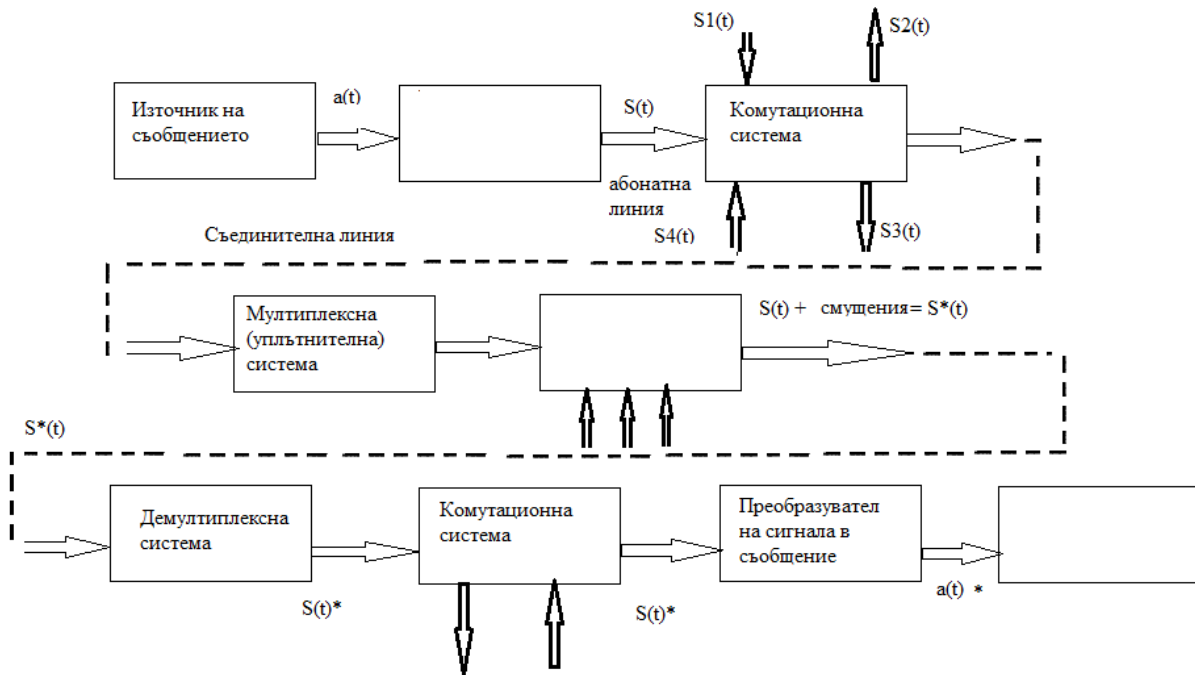 S1(t)
S2(t)
Източник на
съобщението
a(t)
S(t)
Комутационна
система
абонатна
линия
S4(t)
S3(t)
Съединителна линия
Мултиплексна
(уплътнителна)
система
S(t) + смущения= S*(t)
S*(t)
Демултиплексна
система
S(t)*
Комутационна
система
S(t)*
Преобразувател
на сигнала в
съобщение
a(t) *